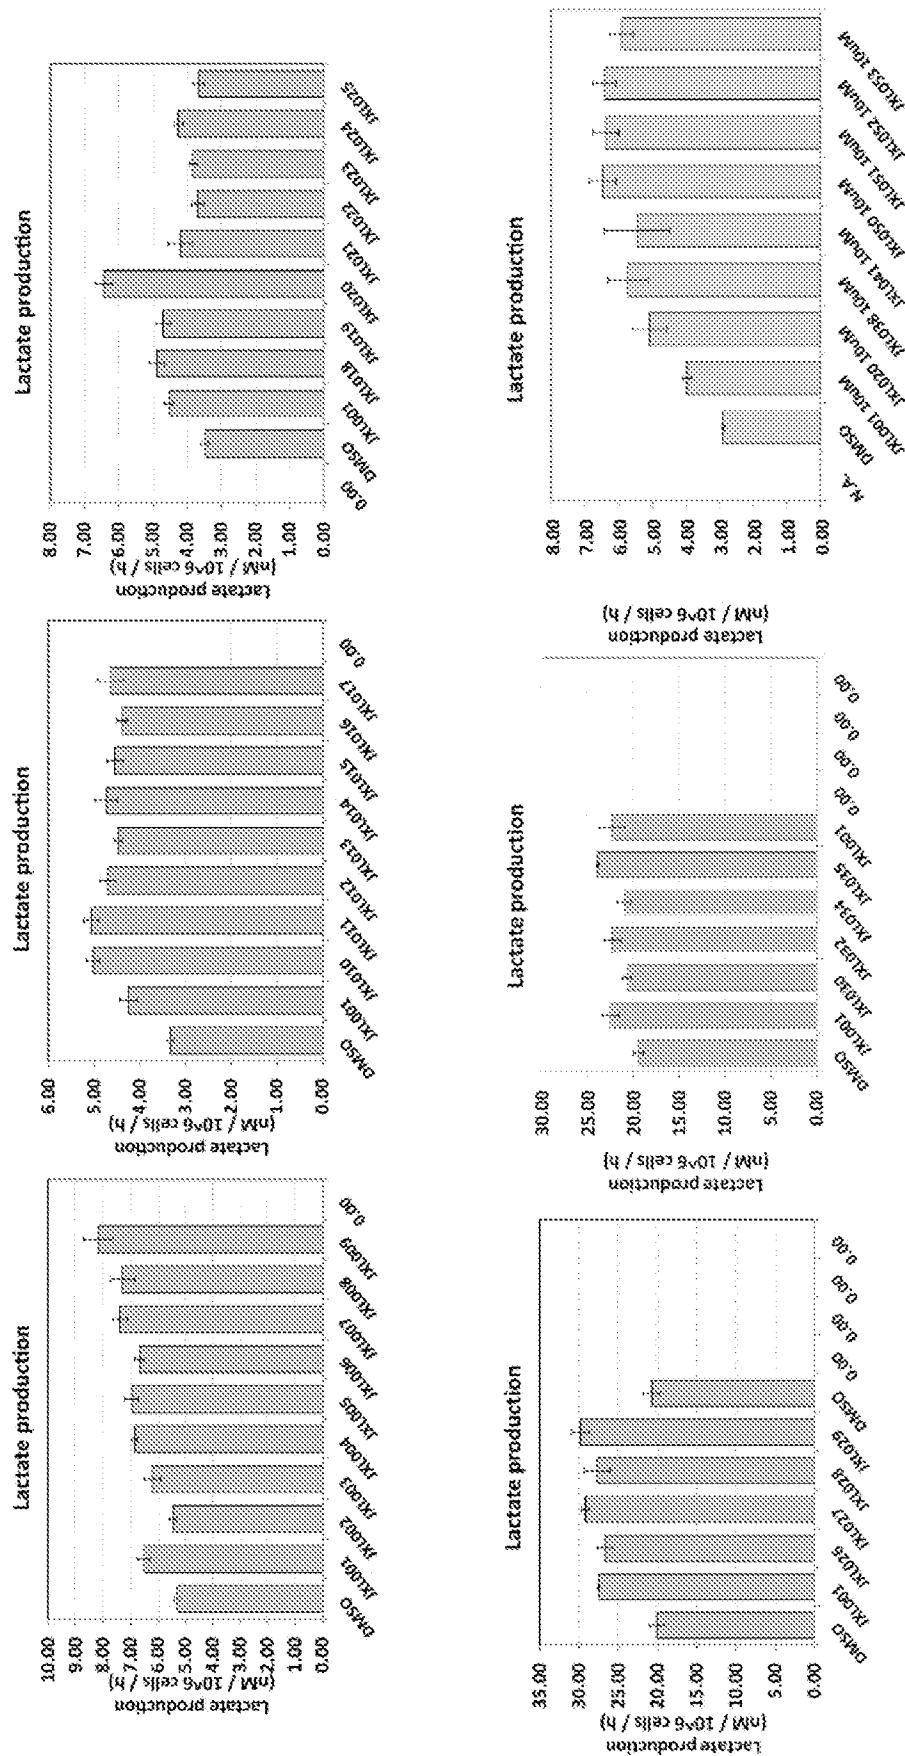 Lactate production
Lactate production
(nM / 10^6 cells / h)
10.00
9.00
8.00
7.00
6.00
5.00
4.00
3.00
2.00
1.00
0.00
DMSO
JXL001
JXL002
JXL003
JXL004
JXL005
JXL006
JXL007
JXL008
JXL009
0.00
Lactate production
Lactate production
(nM / 10^6 cells / h)
6.00
5.00
4.00
3.00
2.00
1.00
0.00
DMSO
JXL001
JXL010
JXL011
JXL012
JXL013
JXL014
JXL015
JXL016
JXL017
0.00
Lactate production
Lactate production
(nM / 10^6 cells / h)
8.00
7.00
6.00
5.00
4.00
3.00
2.00
1.00
0.00
0.00
DMSO
JXL001
JXL018
JXL019
JXL020
JXL021
JXL022
JXL023
JXL024
JXL025
Lactate production
Lactate production
(nM / 10^6 cells / h)
35.00
30.00
25.00
20.00
15.00
10.00
5.00
0.00
DMSO
JXL001
JXL026
JXL027
JXL028
JXL029
DMSO
0.00
0.00
0.00
0.00
Lactate production
Lactate production
(nM / 10^6 cells / h)
30.00
25.00
20.00
15.00
10.00
5.00
0.00
DMSO
JXL001
JXL030
JXL032
JXL034
JXL035
JXL001
0.00
0.00
0.00
0.00
Lactate production
Lactate production
(nM / 10^6 cells / h)
8.00
7.00
6.00
5.00
4.00
3.00
2.00
1.00
0.00
N.A.
DMSO
JXL001 10uM
JXL020 10uM
JXL038 10uM
JXL041 10uM
JXL050 10uM
JXL051 10uM
JXL052 10uM
JXL053 10uM